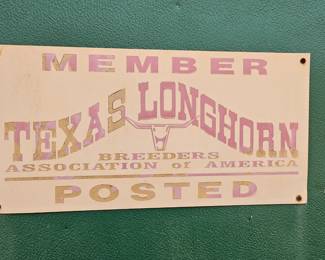 MEMBER
TEXAS LONGHORN
BREEDERS
ASSOCIATION of AMERICA
POSTED